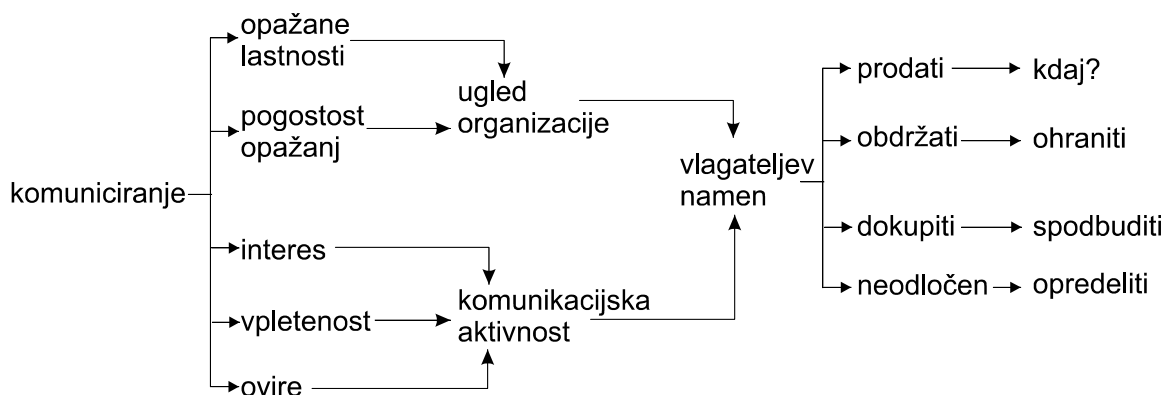 komuniciranje
opažane
lastnosti
pogostost
opažanj
interes
vpletenost
ovire
ugled
organizacije
komunikacijska
aktivnost
vlagateljev
namen
prodati
kdaj?
obdržati
ohraniti
dokupiti
spodbuditi
neodločen
opredeliti